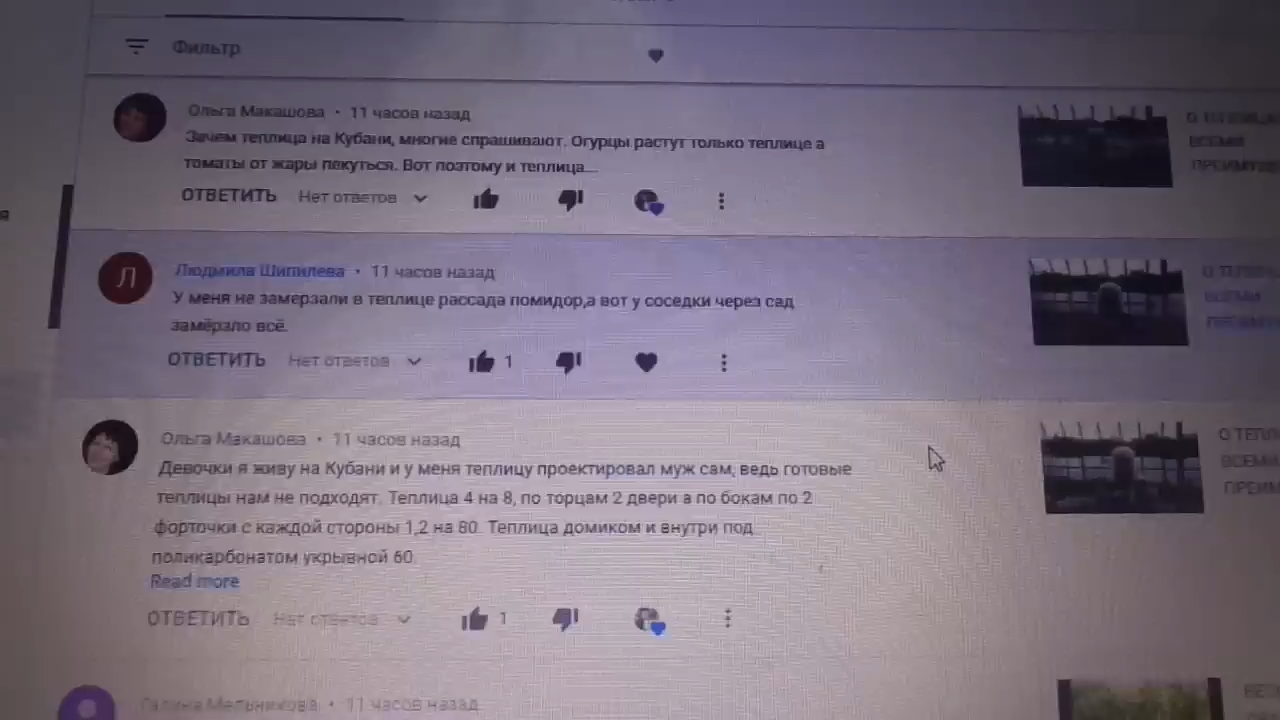 Фильтр
Ольга Макашова • 11 часов назад
Зачем теплица на Кубани, многие спрашивают. Огурцы растут только теплице а
томаты от жары пекуться. Вот поэтому и теплица...
ОТВЕТИТЬ Нет ответов
Людмила Шипилева • 11 часов назад
У меня не замерзали в теплице рассада помидор,а вот у соседки через сад
замёрзло всё.
ОТВЕТИТЬ Нет ответов 1
Ольга Макашова • 11 часов назад
Девочки я живу на Кубани и у меня теплицу проектировал муж сам, ведь готовые
теплицы нам не подходят. Теплица 4 на 8, по торцам 2 двери а по бокам по 2
форточки с каждой стороны 1,2 на 80. Теплица домиком и внутри под
поликарбонатом укрывной 60.
Read more
ОТВЕТИТЬ Нет ответов 1
Галина Мельникова • 11 часов назад